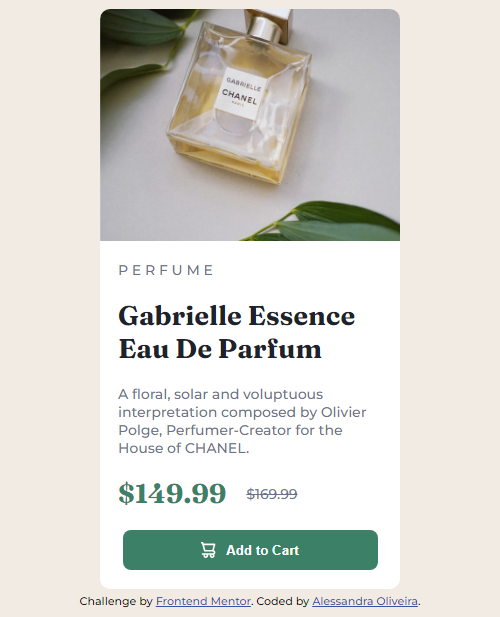 GABRIELLE
CHANEL
PERFUME
Gabrielle Essence
Eau De Parfum
A floral, solar and voluptuous
interpretation composed by Olivier
Polge, Perfumer-Creator for the
House of CHANEL.
$149.99 $169.99
Add to Cart
Challenge by Frontend Mentor. Coded by Alessandra Oliveira.